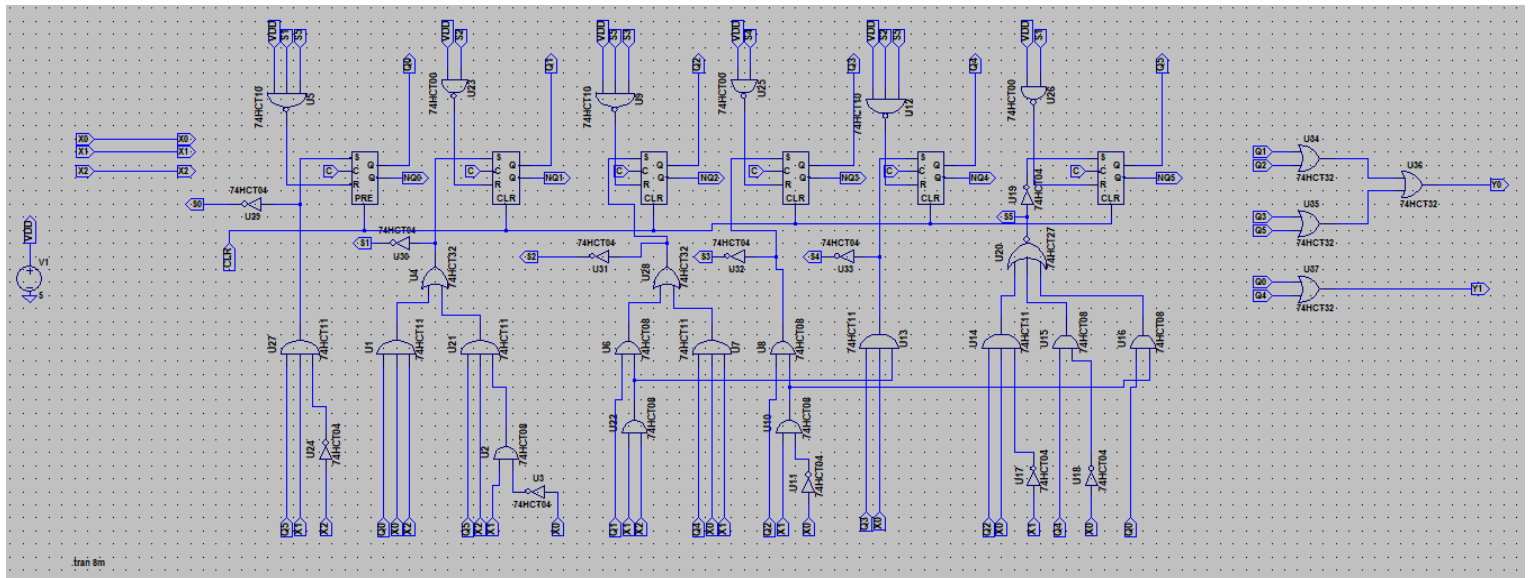 VDD S1 S3
VDD S2
VDD S3 S4
VDD S4
VDD S2 S5
VDD S1
Q0
Q1
Q2
Q3
Q4
Q5
74HCT10 U5
74HCT00 U23
74HCT10 U9
74HCT00 U25
74HCT10 U12
74HCT00 U26
X0 X0
X1 X1
X2 X2
S Q
C C Q NQ0
R
PRE
S Q
C C Q NQ1
R
CLR
S Q
C C Q NQ2
R
CLR
S Q
C C Q NQ3
R
CLR
S Q
C C Q NQ4
R
CLR
S Q
C C Q NQ5
R
CLR
U19 74HCT04
S0 74HCT04 U29
S1 74HCT04 U30
S2 74HCT04 U31
S3 74HCT04 U32
S4 74HCT04 U33
S5
CLR
VDD
V1
5
U4 74HCT32
U28 74HCT32
U20 74HCT27
U27 74HCT11
U1 74HCT11
U21 74HCT11
U6 74HCT08
74HCT11 U7
U8 74HCT08
74HCT11 U13
U14 74HCT11
U15 74HCT08
U16 74HCT08
U24 74HCT04
U2 74HCT08
U3
74HCT04
U22 74HCT08
U10 74HCT08
U11 74HCT04
U17 74HCT04
U18 74HCT04
Q5 X1 X2
Q0 X0 X2
Q5 X2 X1 X0
Q1 X1 X2
Q4 X0 X1
Q2 X1 X0
Q3 X0
Q2 X0 X1
Q4 X0
Q0
Q1
Q2
U34
74HCT32
Q3
Q5
U35
74HCT32
U36
74HCT32
Y0
Q0
Q4
U37
74HCT32
Y1
.tran 8m